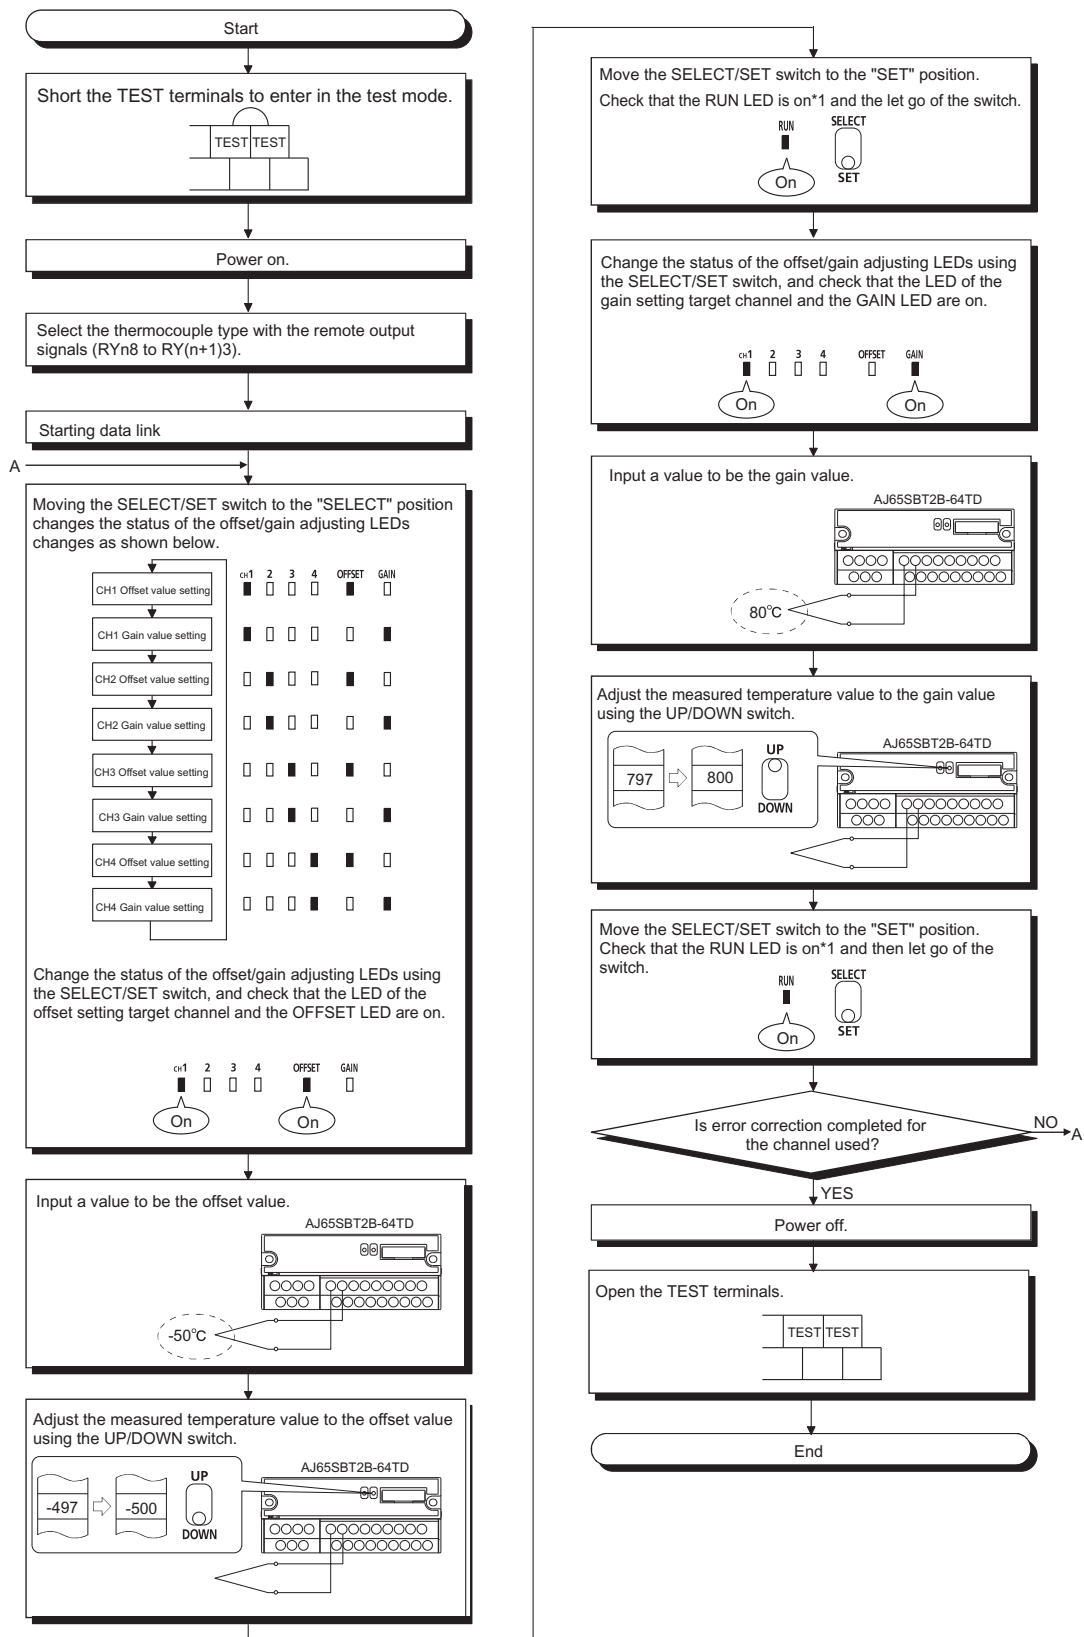 Start
Short the TEST terminals to enter in the test mode.
TEST TEST
Power on.
Select the thermocouple type with the remote output
signals (RYn8 to RY(n+1)3).
Starting data link
A
Moving the SELECT/SET switch to the "SELECT" position
changes the status of the offset/gain adjusting LEDs
changes as shown below.
CH1 2 3 4 OFFSET GAIN
CH1 Offset value setting
CH1 Gain value setting
CH2 Offset value setting
CH2 Gain value setting
CH3 Offset value setting
CH3 Gain value setting
CH4 Offset value setting
CH4 Gain value setting
Change the status of the offset/gain adjusting LEDs using
the SELECT/SET switch, and check that the LED of the
offset setting target channel and the OFFSET LED are on.
CH1 2 3 4 OFFSET GAIN
On On
Input a value to be the offset value.
AJ65SBT2B-64TD
-50°C
Adjust the measured temperature value to the offset value
using the UP/DOWN switch.
AJ65SBT2B-64TD
UP
-497 -500
DOWN
Move the SELECT/SET switch to the "SET" position.
Check that the RUN LED is on*1 and the let go of the switch.
RUN SELECT
On SET
Change the status of the offset/gain adjusting LEDs using
the SELECT/SET switch, and check that the LED of the
gain setting target channel and the GAIN LED are on.
CH1 2 3 4 OFFSET GAIN
On On
Input a value to be the gain value.
AJ65SBT2B-64TD
80°C
Adjust the measured temperature value to the gain value
using the UP/DOWN switch.
AJ65SBT2B-64TD
UP
797 800
DOWN
Move the SELECT/SET switch to the "SET" position.
Check that the RUN LED is on*1 and then let go of the
switch.
RUN SELECT
On SET
Is error correction completed for
the channel used?
NO
A
YES
Power off.
Open the TEST terminals.
TEST TEST
End